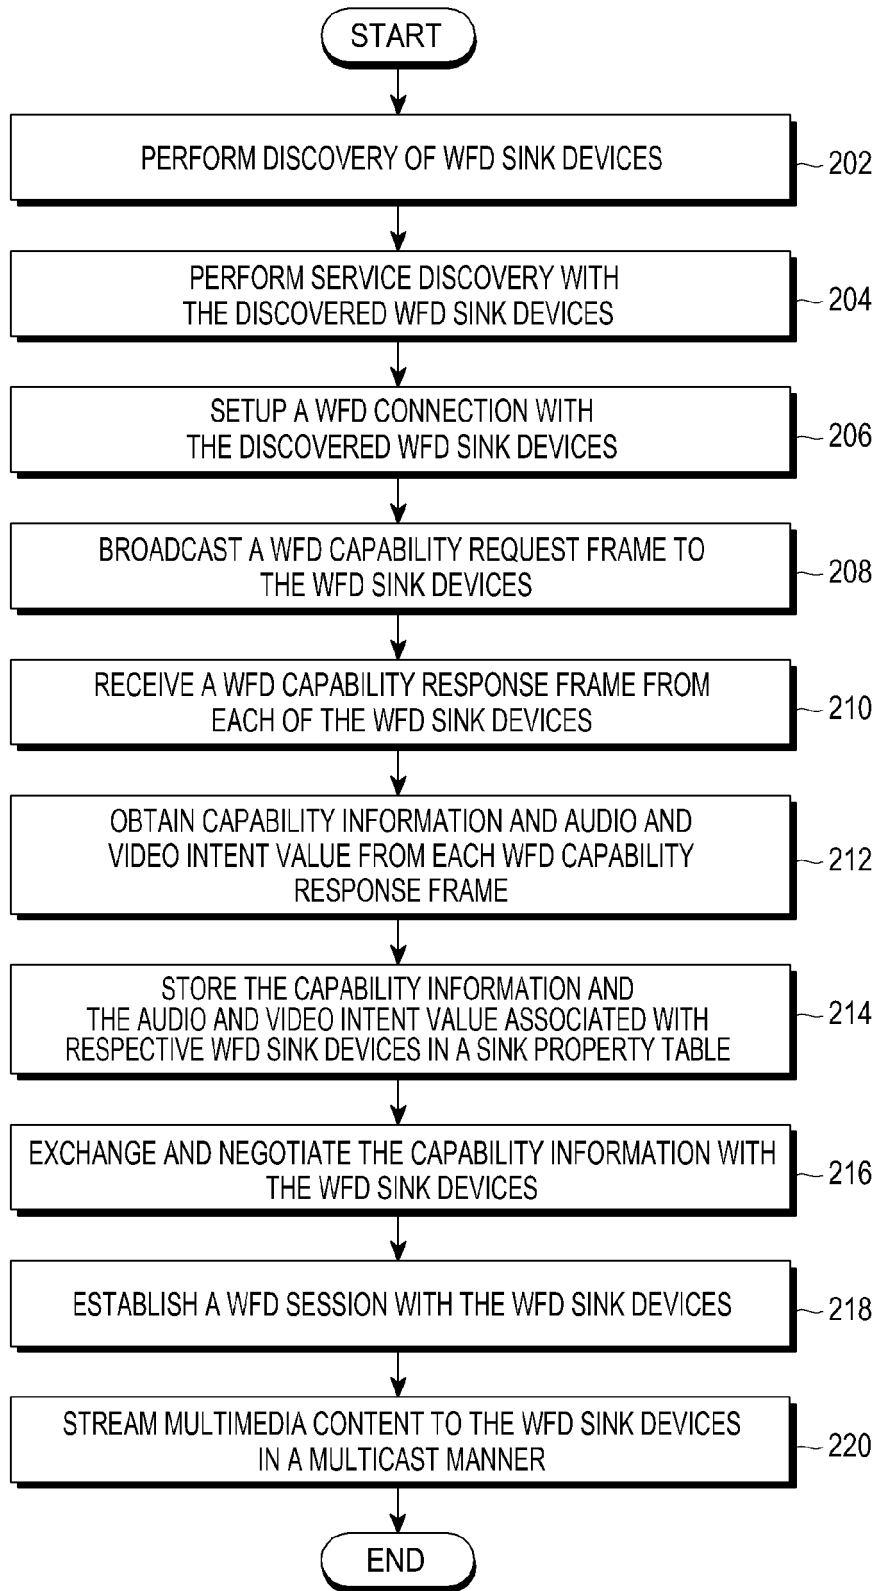 START
PERFORM DISCOVERY OF WFD SINK DEVICES
202
PERFORM SERVICE DISCOVERY WITH
THE DISCOVERED WFD SINK DEVICES
204
SETUP A WFD CONNECTION WITH
THE DISCOVERED WFD SINK DEVICES
206
BROADCAST A WFD CAPABILITY REQUEST FRAME TO
THE WFD SINK DEVICES
208
RECEIVE A WFD CAPABILITY RESPONSE FRAME FROM
EACH OF THE WFD SINK DEVICES
210
OBTAIN CAPABILITY INFORMATION AND AUDIO AND
VIDEO INTENT VALUE FROM EACH WFD CAPABILITY
RESPONSE FRAME
212
STORE THE CAPABILITY INFORMATION AND
THE AUDIO AND VIDEO INTENT VALUE ASSOCIATED WITH
RESPECTIVE WFD SINK DEVICES IN A SINK PROPERTY TABLE
214
EXCHANGE AND NEGOTIATE THE CAPABILITY INFORMATION WITH
THE WFD SINK DEVICES
216
ESTABLISH A WFD SESSION WITH THE WFD SINK DEVICES
218
STREAM MULTIMEDIA CONTENT TO THE WFD SINK DEVICES
IN A MULTICAST MANNER
220
END